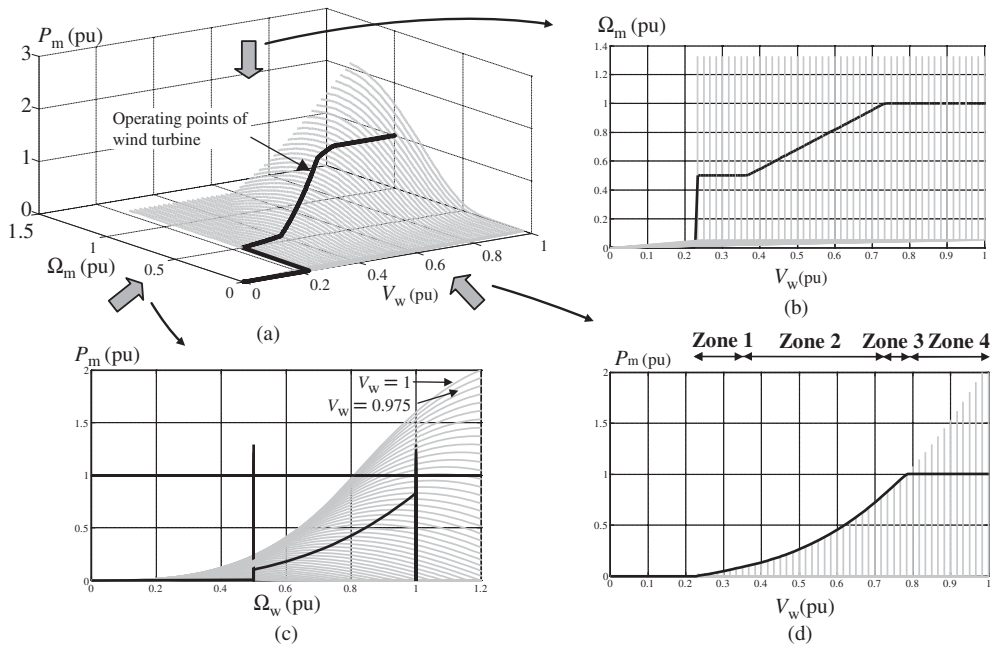 P_m (pu)
3
2
1
0
1.5
1
Ω_m (pu)
0.5
0
0
0.2
0.4
0.6
0.8
1
V_w (pu)
Operating points of
wind turbine
(a)
Ω_m (pu)
1.4
1.2
1
0.8
0.6
0.4
0.2
0
0 0.1 0.2 0.3 0.4 0.5 0.6 0.7 0.8 0.9 1
V_w (pu)
(b)
P_m (pu)
2
1.5
1
0.5
0
V_w = 1
V_w = 0.975
0 0.2 0.4 0.6 0.8 1 1.2
Ω_w (pu)
(c)
Zone 1 Zone 2 Zone 3 Zone 4
P_m (pu)
2
1.5
1
0.5
0
0 0.1 0.2 0.3 0.4 0.5 0.6 0.7 0.8 0.9 1
V_w (pu)
(d)